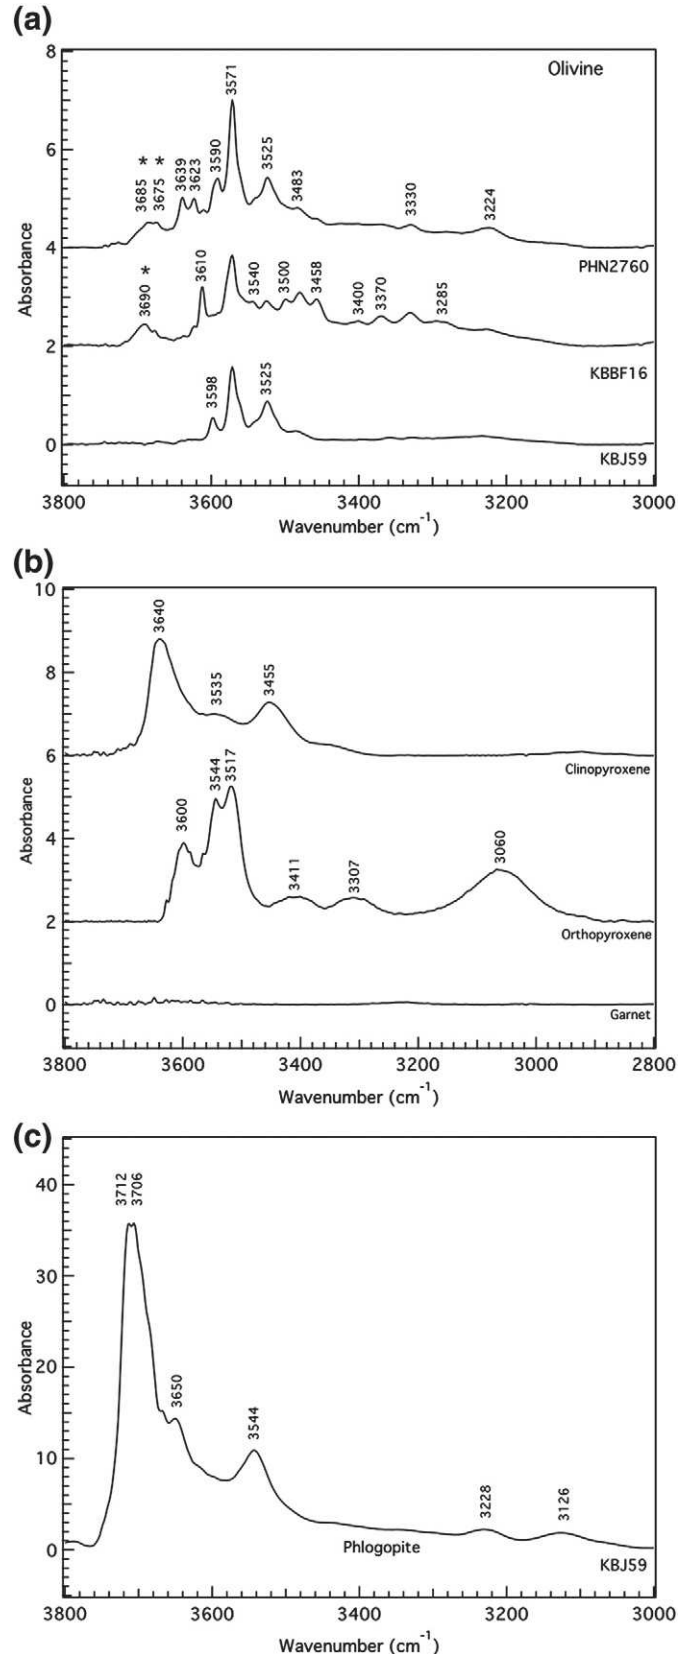 (a)
8
6
4
2
0
Absorbance
Olivine
3685 *
3675 *
3639
3623
3590
3571
3525
3483
3330
3224
PHN2760
3690 *
3610
3540
3500
3458
3400
3370
3285
KBBF16
3598
3525
KBJ59
3800 3600 3400 3200 3000
Wavenumber (cm⁻¹)
(b)
10
8
6
4
2
0
Absorbance
3640
3535
3455
Clinopyroxene
3600
3544
3517
3411
3307
3060
Orthopyroxene
Garnet
3800 3600 3400 3200 3000 2800
Wavenumber (cm⁻¹)
(c)
40
30
20
10
0
Absorbance
3712
3706
3650
3544
3228
3126
Phlogopite
KBJ59
3800 3600 3400 3200 3000
Wavenumber (cm⁻¹)